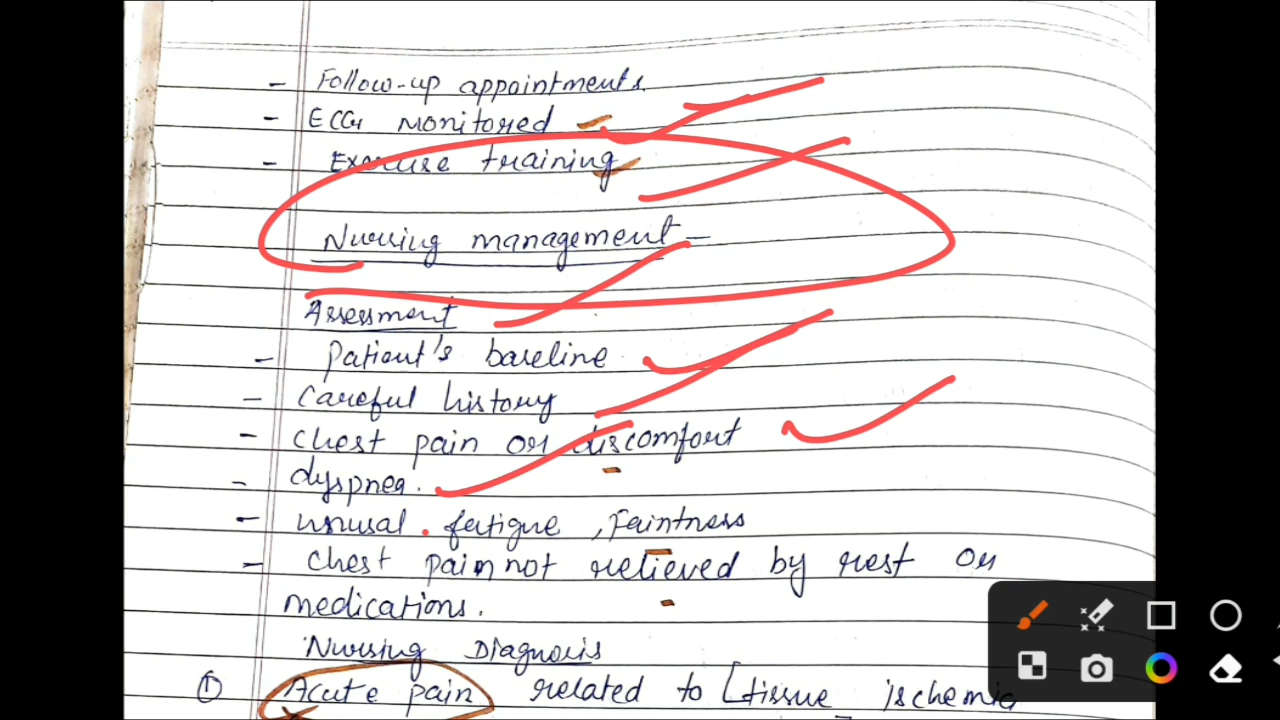 - Follow-up appointments.
- ECG monitored
- Exercise training
Nursing management -
Assessment
- Patient's baseline
- Careful history
- chest pain or discomfort
- dyspnea.
- unusal fatigue, Faintness
- chest pain not relieved by rest or
medications.
Nursing Diagnosis
① Acute pain related to [tissue ischemia